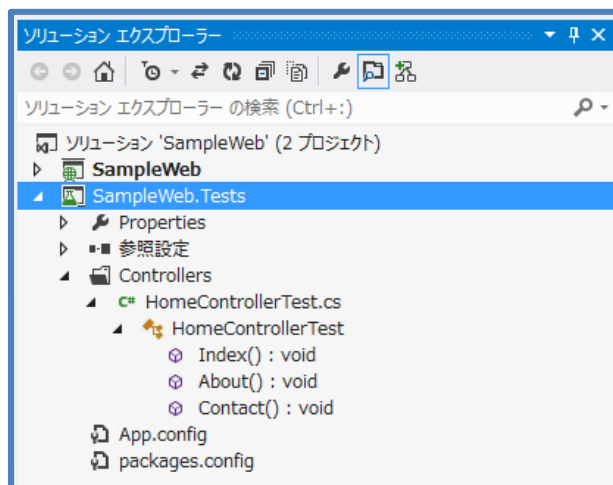 ソリューション エクスプローラー
ソリューション エクスプローラー の検索 (Ctrl+:)
ソリューション 'SampleWeb' (2 プロジェクト)
SampleWeb
SampleWeb.Tests
Properties
参照設定
Controllers
C# HomeControllerTest.cs
HomeControllerTest
Index() : void
About() : void
Contact() : void
App.config
packages.config